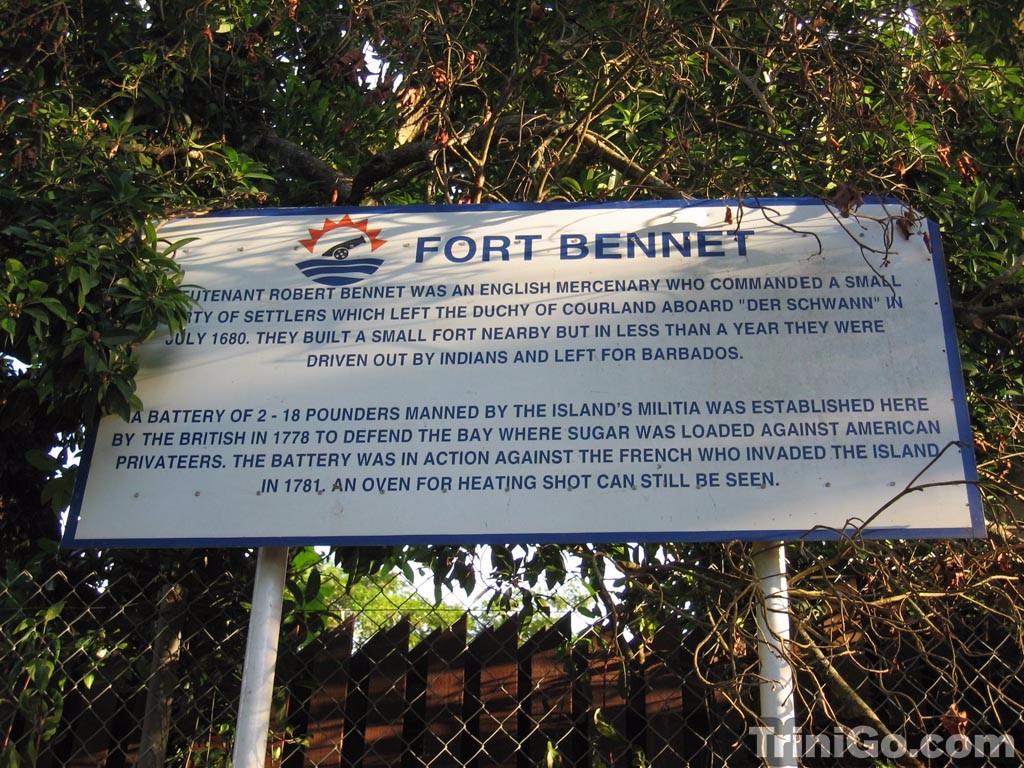 FORT BENNET
EUTENANT ROBERT BENNET WAS AN ENGLISH MERCENARY WHO COMMANDED A SMALL
RTY OF SETTLERS WHICH LEFT THE DUCHY OF COURLAND ABOARD "DER SCHWANN" IN
JULY 1680. THEY BUILT A SMALL FORT NEARBY BUT IN LESS THAN A YEAR THEY WERE
DRIVEN OUT BY INDIANS AND LEFT FOR BARBADOS.
A BATTERY OF 2 - 18 POUNDERS MANNED BY THE ISLAND'S MILITIA WAS ESTABLISHED HERE
BY THE BRITISH IN 1778 TO DEFEND THE BAY WHERE SUGAR WAS LOADED AGAINST AMERICAN
PRIVATEERS. THE BATTERY WAS IN ACTION AGAINST THE FRENCH WHO INVADED THE ISLAND
IN 1781. AN OVEN FOR HEATING SHOT CAN STILL BE SEEN.
TriniGo.com